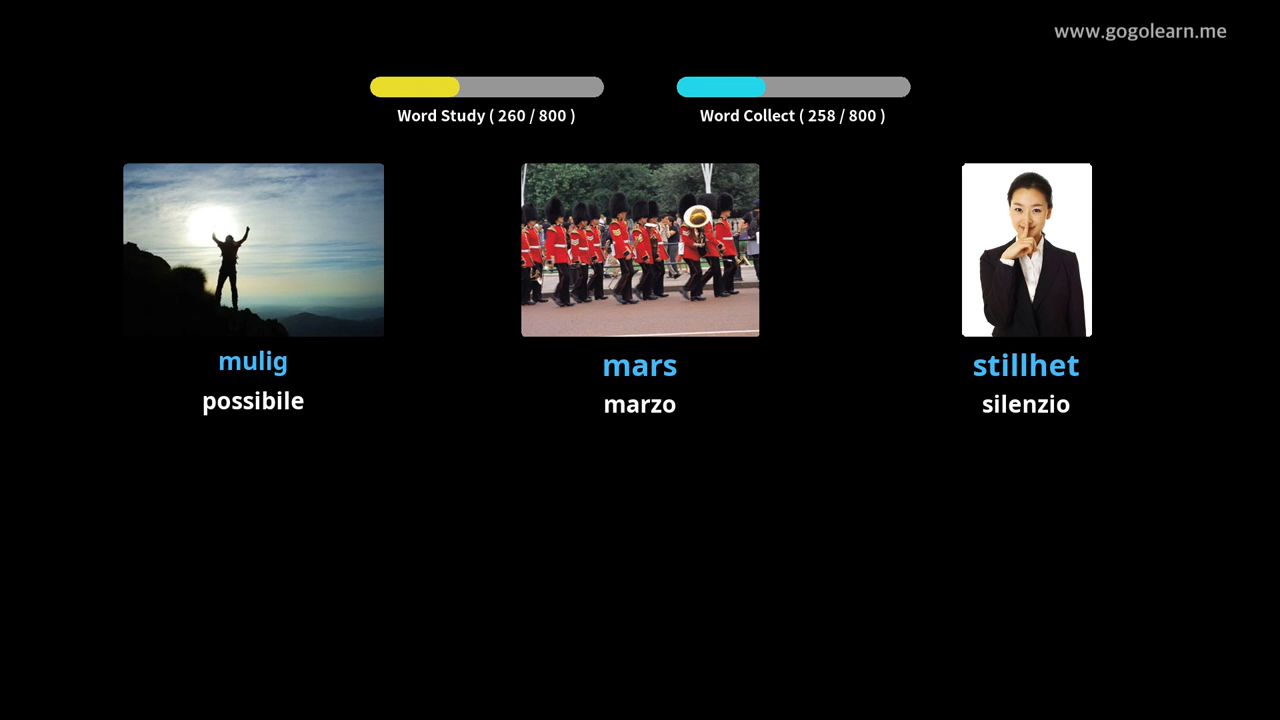 www.gogolearn.me
Word Study ( 260 / 800 )
Word Collect ( 258 / 800 )
mulig
possibile
mars
marzo
stillhet
silenzio